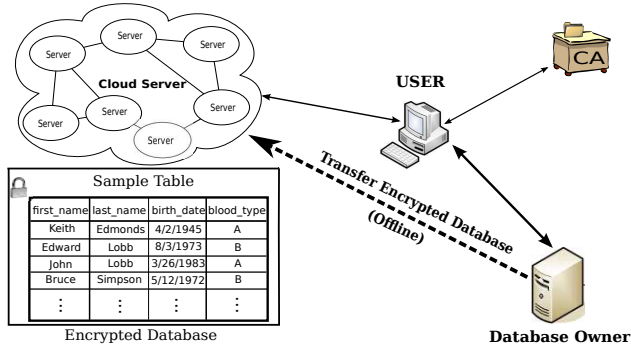 Server
Server
Server
Cloud Server
Server
Server
Server
Server
USER
CA
Transfer Encrypted Database
(Offline)
Sample Table
first_name last_name birth_date blood_type
Keith Edmonds 4/2/1945 A
Edward Lobb 8/3/1973 B
John Lobb 3/26/1983 A
Bruce Simpson 5/12/1972 B
⋮ ⋮ ⋮ ⋮
Encrypted Database
Database Owner